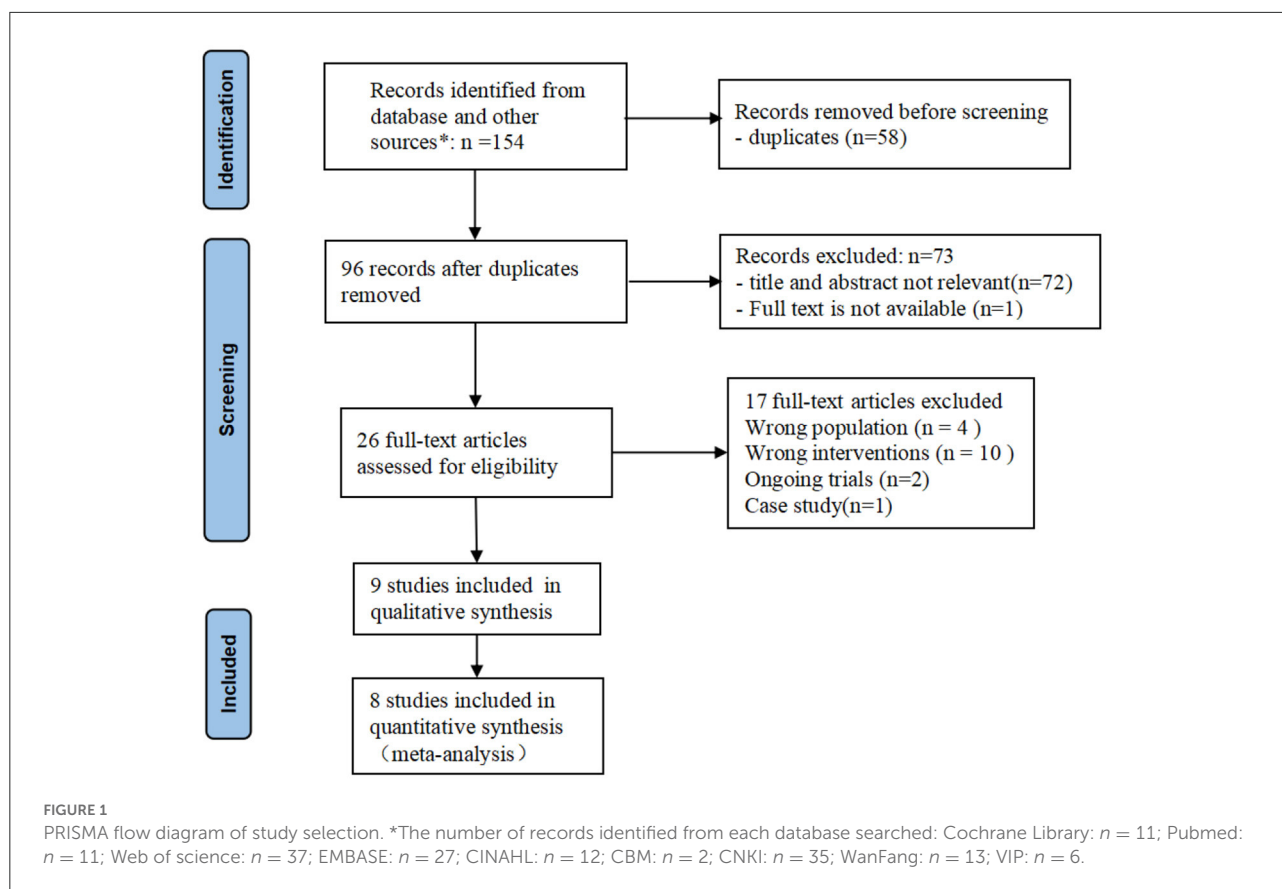 Identification
Records identified from
database and other
sources*: n =154
Records removed before screening
- duplicates (n=58)
Screening
96 records after duplicates
removed
Records excluded: n=73
- title and abstract not relevant(n=72)
- Full text is not available (n=1)
26 full-text articles
assessed for eligibility
17 full-text articles excluded
Wrong population (n = 4 )
Wrong interventions (n = 10 )
Ongoing trials (n=2)
Case study(n=1)
Included
9 studies included in
qualitative synthesis
8 studies included in
quantitative synthesis
（meta-analysis）
FIGURE 1
PRISMA flow diagram of study selection. *The number of records identified from each database searched: Cochrane Library: n = 11; Pubmed:
n = 11; Web of science: n = 37; EMBASE: n = 27; CINAHL: n = 12; CBM: n = 2; CNKI: n = 35; WanFang: n = 13; VIP: n = 6.